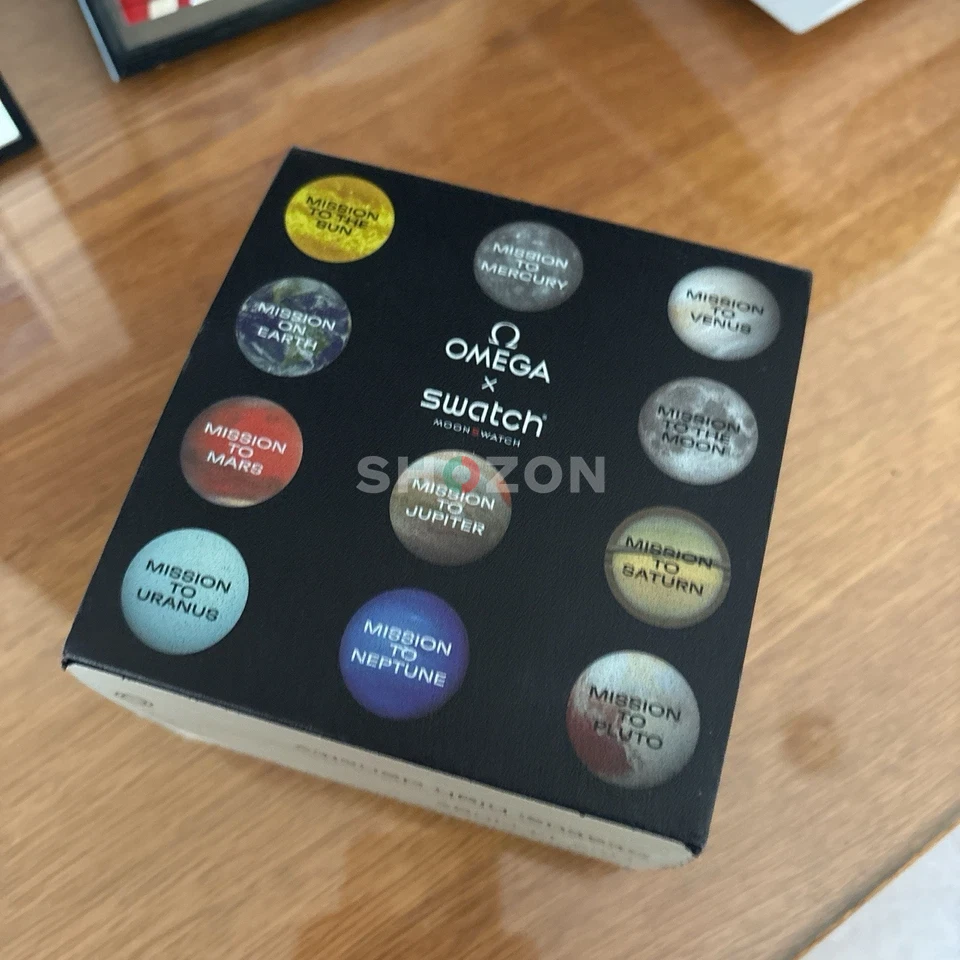 MISSION
TO THE
SUN
MISSION
TO
MERCURY
MISSION
TO
VENUS
MISSION
ON
EARTH
Ω
OMEGA
x
swatch
MOONSWATCH
MISSION
TO THE
MOON
MISSION
TO
MARS
SHOZON
MISSION
TO
JUPITER
MISSION
TO
SATURN
MISSION
TO
URANUS
MISSION
TO
NEPTUNE
MISSION
TO
PLUTO